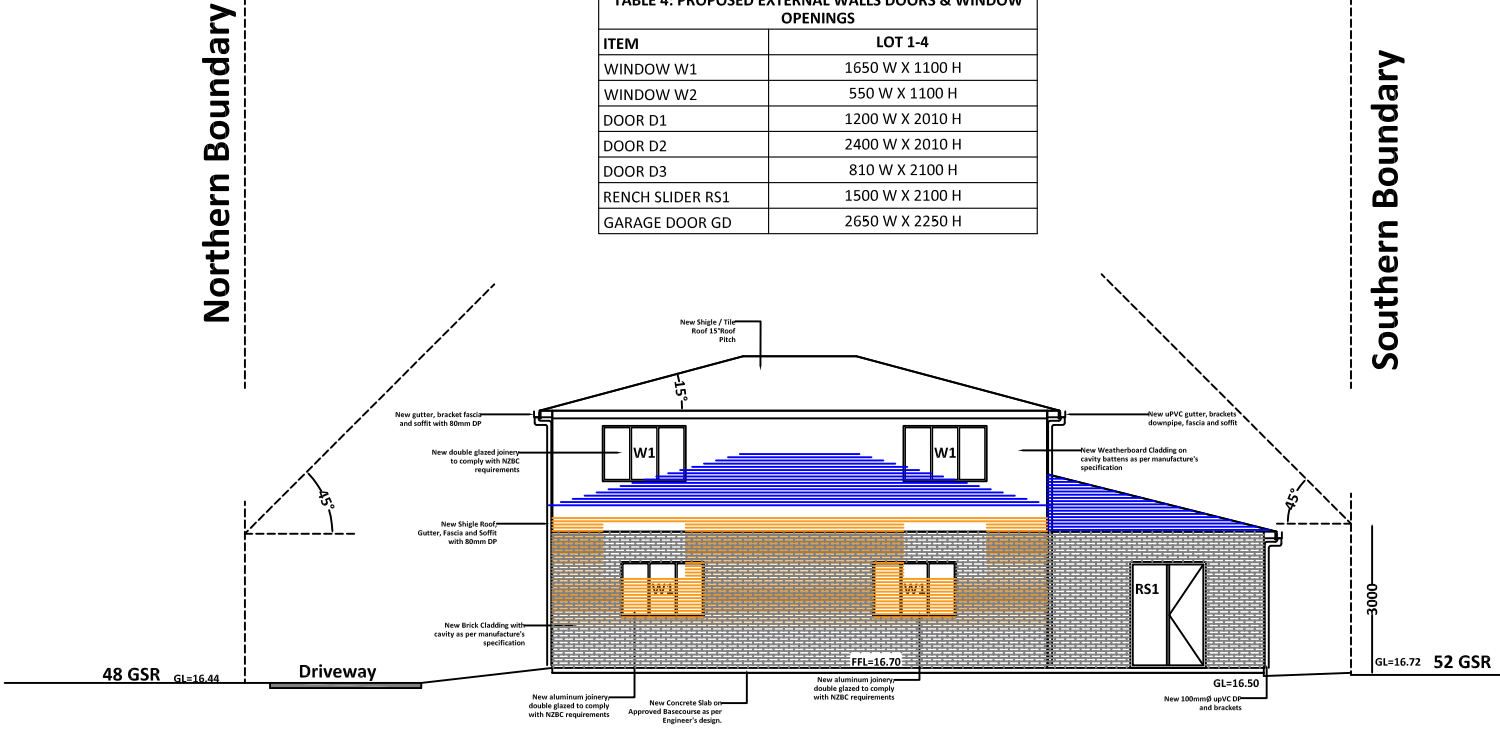 TABLE 4: PROPOSED EXTERNAL WALLS DOORS & WINDOW
OPENINGS
ITEM LOT 1-4
WINDOW W1 1650 W X 1100 H
WINDOW W2 550 W X 1100 H
DOOR D1 1200 W X 2010 H
DOOR D2 2400 W X 2010 H
DOOR D3 810 W X 2100 H
RENCH SLIDER RS1 1500 W X 2100 H
GARAGE DOOR GD 2650 W X 2250 H
Northern Boundary
Southern Boundary
New Shigle / Tile
Roof 15°Roof
Pitch
15°
New gutter, bracket fascia
and soffit with 80mm DP
New uPVC gutter, brackets
downpipe, fascia and soffit
New double glazed joinery
to comply with NZBC
requirements
W1
W1
New Weatherboard Cladding on
cavity battens as per manufacture's
specification
45°
45°
New Shigle Roof,
Gutter, Fascia and Soffit
with 80mm DP
W1
W1
RS1
3000
New Brick Cladding with
cavity as per manufacture's
specification
FFL=16.70
48 GSR
GL=16.44
Driveway
GL=16.72
52 GSR
GL=16.50
New aluminum joinery,
double glazed to comply
with NZBC requirements
New Concrete Slab on
Approved Basecourse as per
Engineer's design.
New aluminum joinery,
double glazed to comply
with NZBC requirements
New 100mmØ upVC DP
and brackets